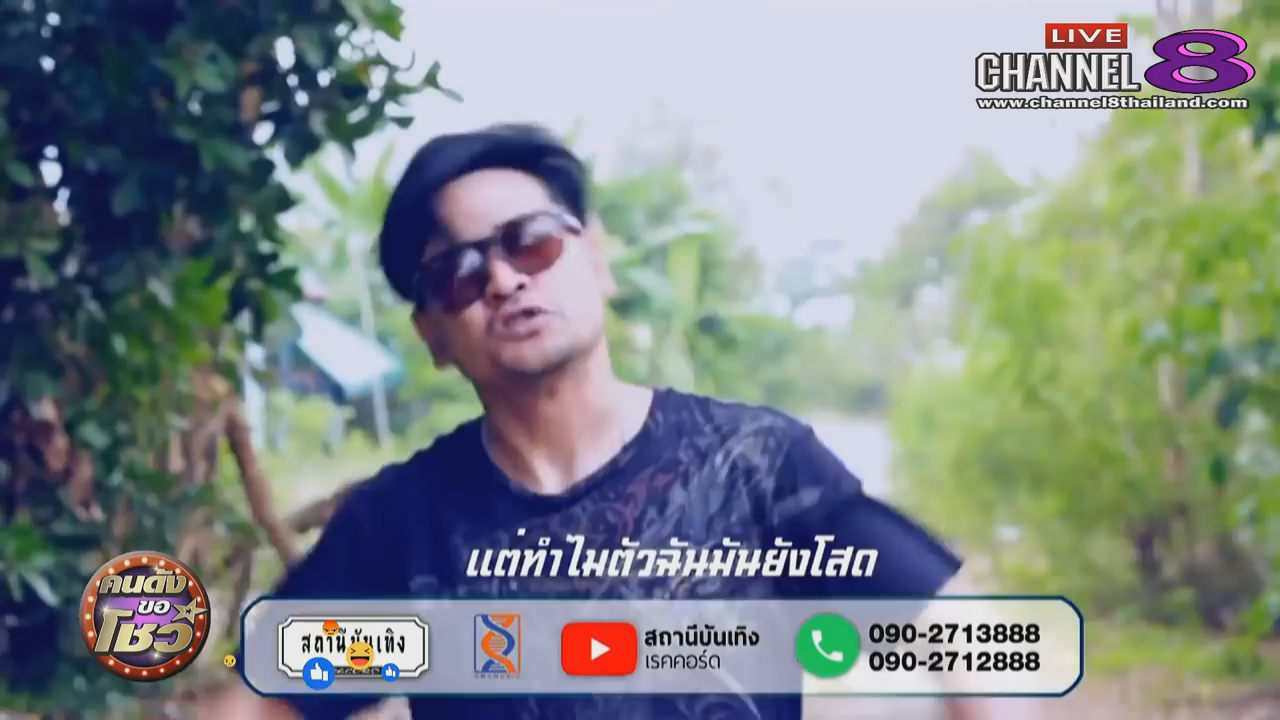 LIVE
CHANNEL 8
www.channel8thailand.com
แต่ทำไมตัวฉันมันยังโสด
คนดัง
ขอ
โชว์
สถานีบันเทิง
สถานีบันเทิง
เรคคอร์ด
090-2713888
090-2712888